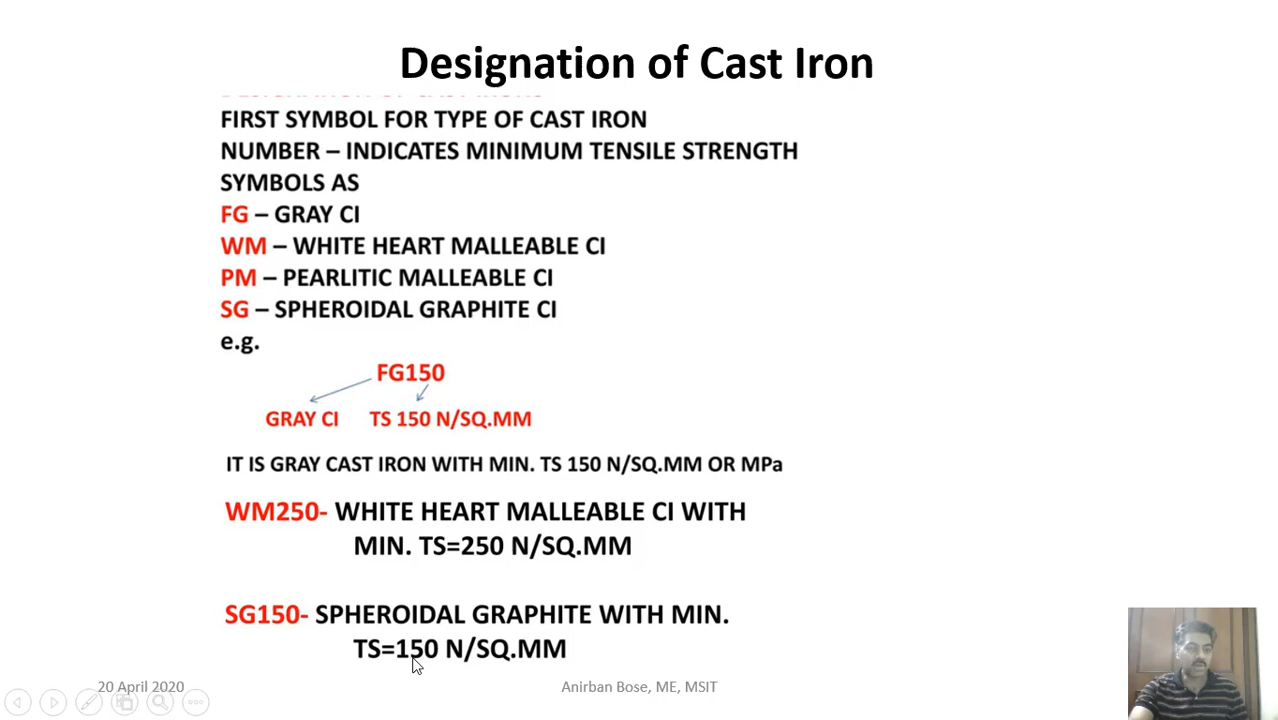 Designation of Cast Iron
FIRST SYMBOL FOR TYPE OF CAST IRON
NUMBER – INDICATES MINIMUM TENSILE STRENGTH
SYMBOLS AS
FG – GRAY CI
WM – WHITE HEART MALLEABLE CI
PM – PEARLITIC MALLEABLE CI
SG – SPHEROIDAL GRAPHITE CI
e.g.
FG150
GRAY CI TS 150 N/SQ.MM
IT IS GRAY CAST IRON WITH MIN. TS 150 N/SQ.MM OR MPa
WM250- WHITE HEART MALLEABLE CI WITH
MIN. TS=250 N/SQ.MM
SG150- SPHEROIDAL GRAPHITE WITH MIN.
TS=150 N/SQ.MM
20 April 2020 Anirban Bose, ME, MSIT